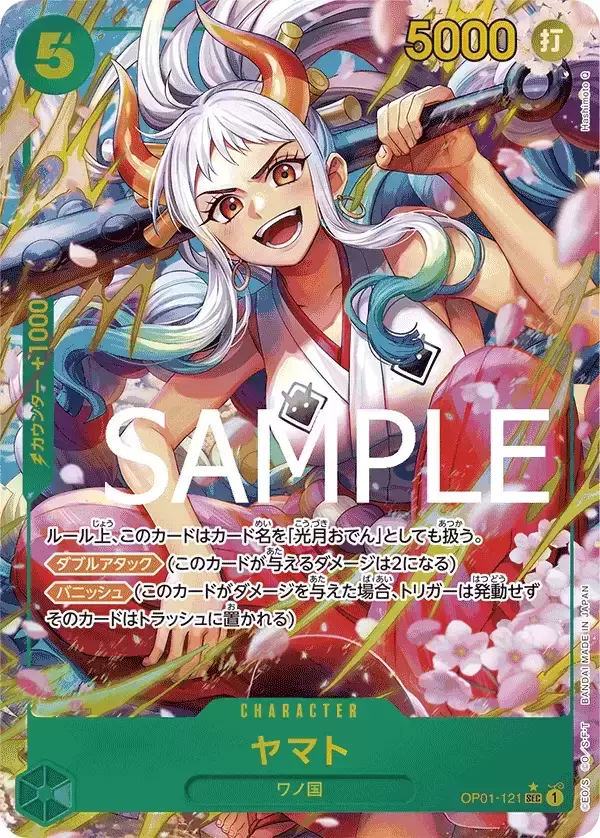 5
5000
打
Hashimoto Q
カウンター +1000
SAMPLE
ルール上、このカードはカード名を「光月おでん」としても扱う。
ダブルアタック (このカードが与えるダメージは2になる)
バニッシュ (このカードがダメージを与えた場合、トリガーは発動せず
そのカードはトラッシュに置かれる)
CHARACTER
ヤマト
ワノ国
OP01-121 SEC 1
©E.O/S. ©O./S.F.T BANDAI MADE IN JAPAN